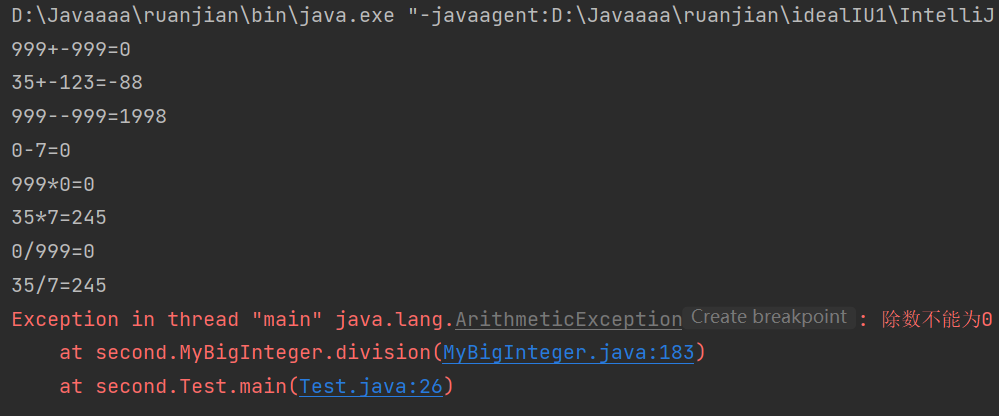 D:\Javaaaa\ruanjian\bin\java.exe "-javaagent:D:\Javaaaa\ruanjian\idealIU1\IntelliJ
999+-999=0
35+-123=-88
999--999=1998
0-7=0
999*0=0
35*7=245
0/999=0
35/7=245
Exception in thread "main" java.lang.ArithmeticException Create breakpoint : 除数不能为0
at second.MyBigInteger.division(MyBigInteger.java:183)
at second.Test.main(Test.java:26)